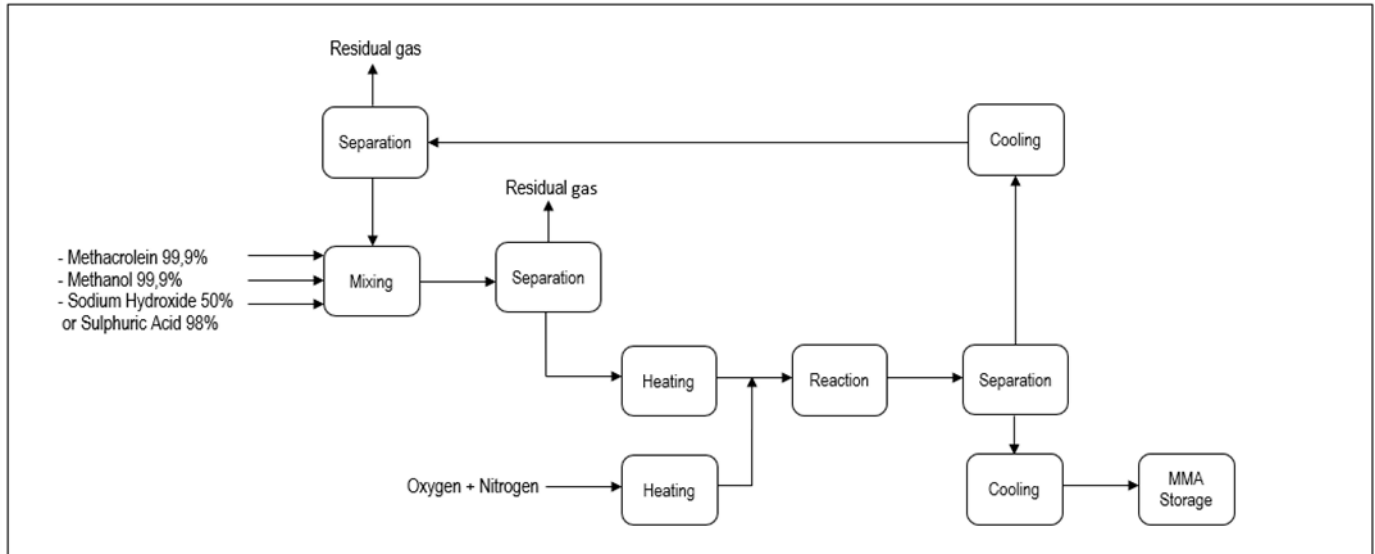 Residual gas
Separation
Cooling
Residual gas
- Methacrolein 99,9%
- Methanol 99,9%
- Sodium Hydroxide 50%
or Sulphuric Acid 98%
Mixing
Separation
Heating
Reaction
Separation
Oxygen + Nitrogen
Heating
Cooling
MMA
Storage